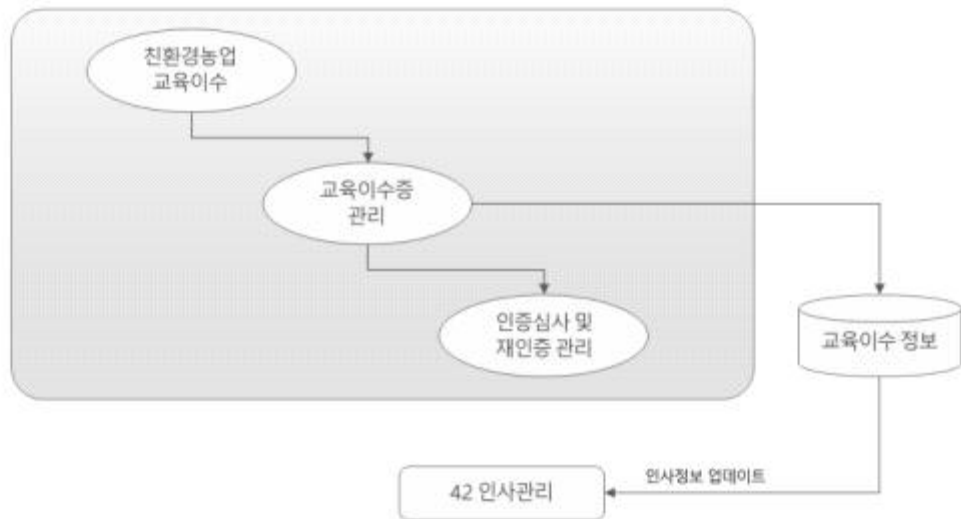 친환경농업
교육이수
교육이수증
관리
인증심사 및
재인증 관리
교육이수 정보
인사정보 업데이트
42 인사관리